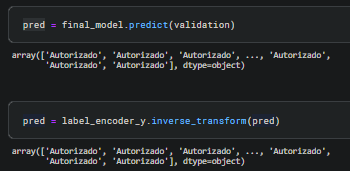 pred = final_model.predict(validation)
array(['Autorizado', 'Autorizado', 'Autorizado', ..., 'Autorizado',
'Autorizado', 'Autorizado'], dtype=object)
pred = label_encoder_y.inverse_transform(pred)
array(['Autorizado', 'Autorizado', 'Autorizado', ..., 'Autorizado',
'Autorizado', 'Autorizado'], dtype=object)